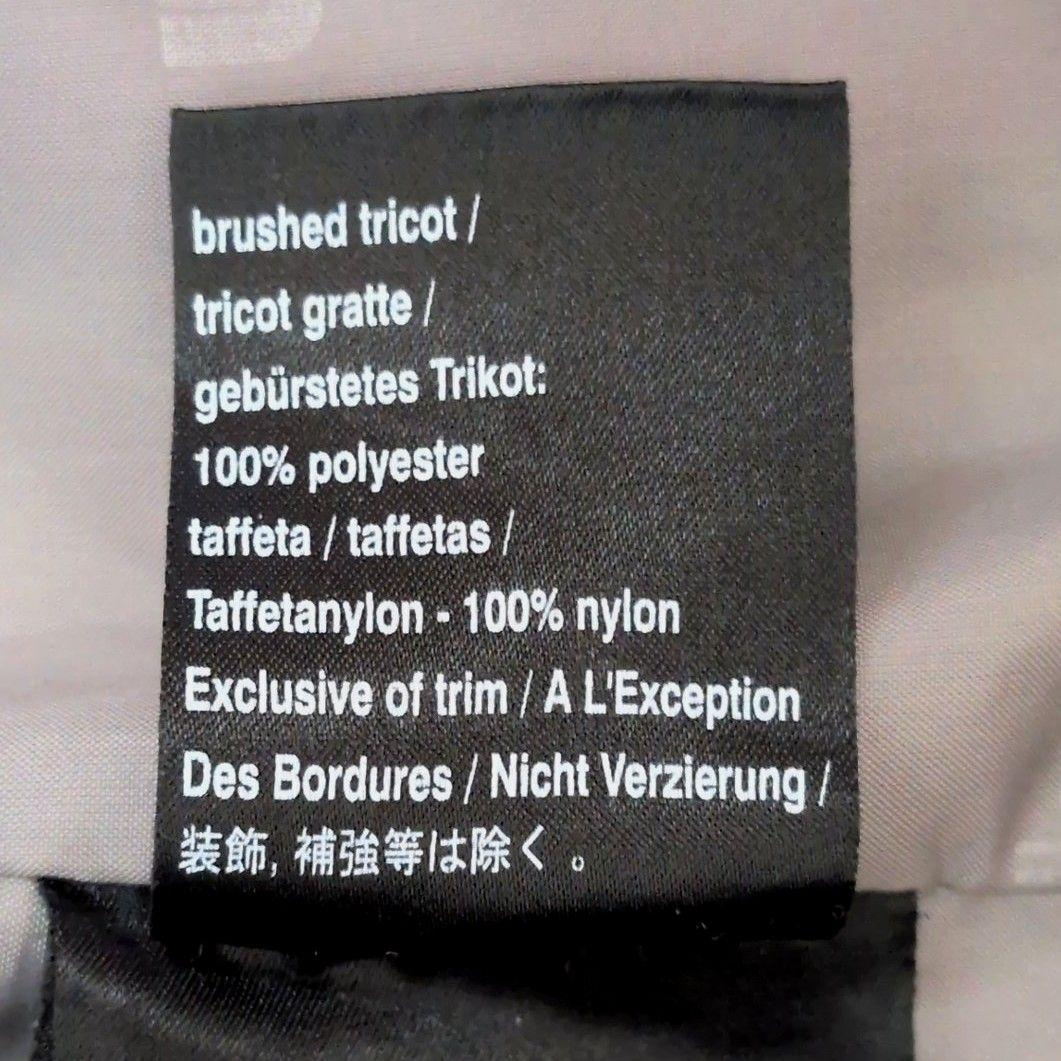 brushed tricot /
tricot gratte /
gebürstetes Trikot:
100% polyester
taffeta / taffetas /
Taffetanylon - 100% nylon
Exclusive of trim / A L'Exception
Des Bordures / Nicht Verzierung /
装飾, 補強等は除く 。